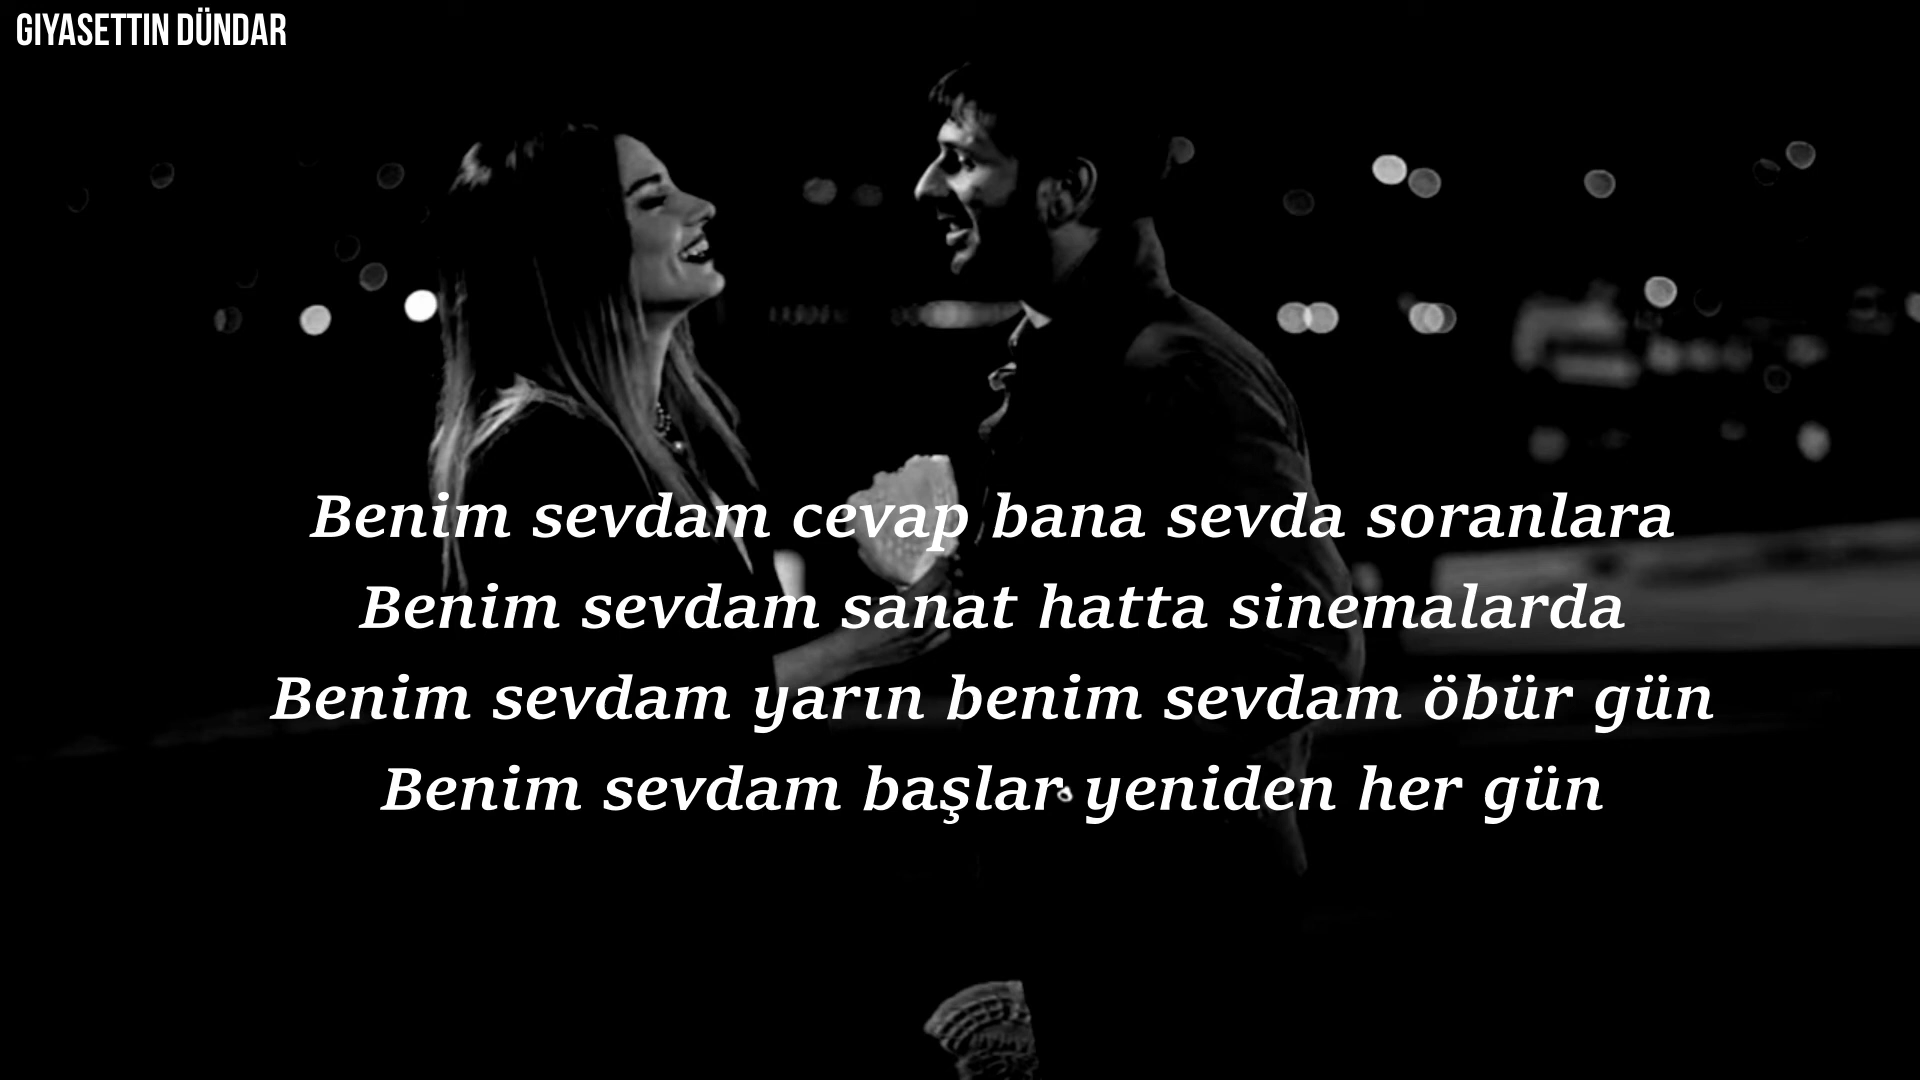 GIYASETTIN DÜNDAR
Benim sevdam cevap bana sevda soranlara
Benim sevdam sanat hatta sinemalarda
Benim sevdam yarın benim sevdam öbür gün
Benim sevdam başlar yeniden her gün